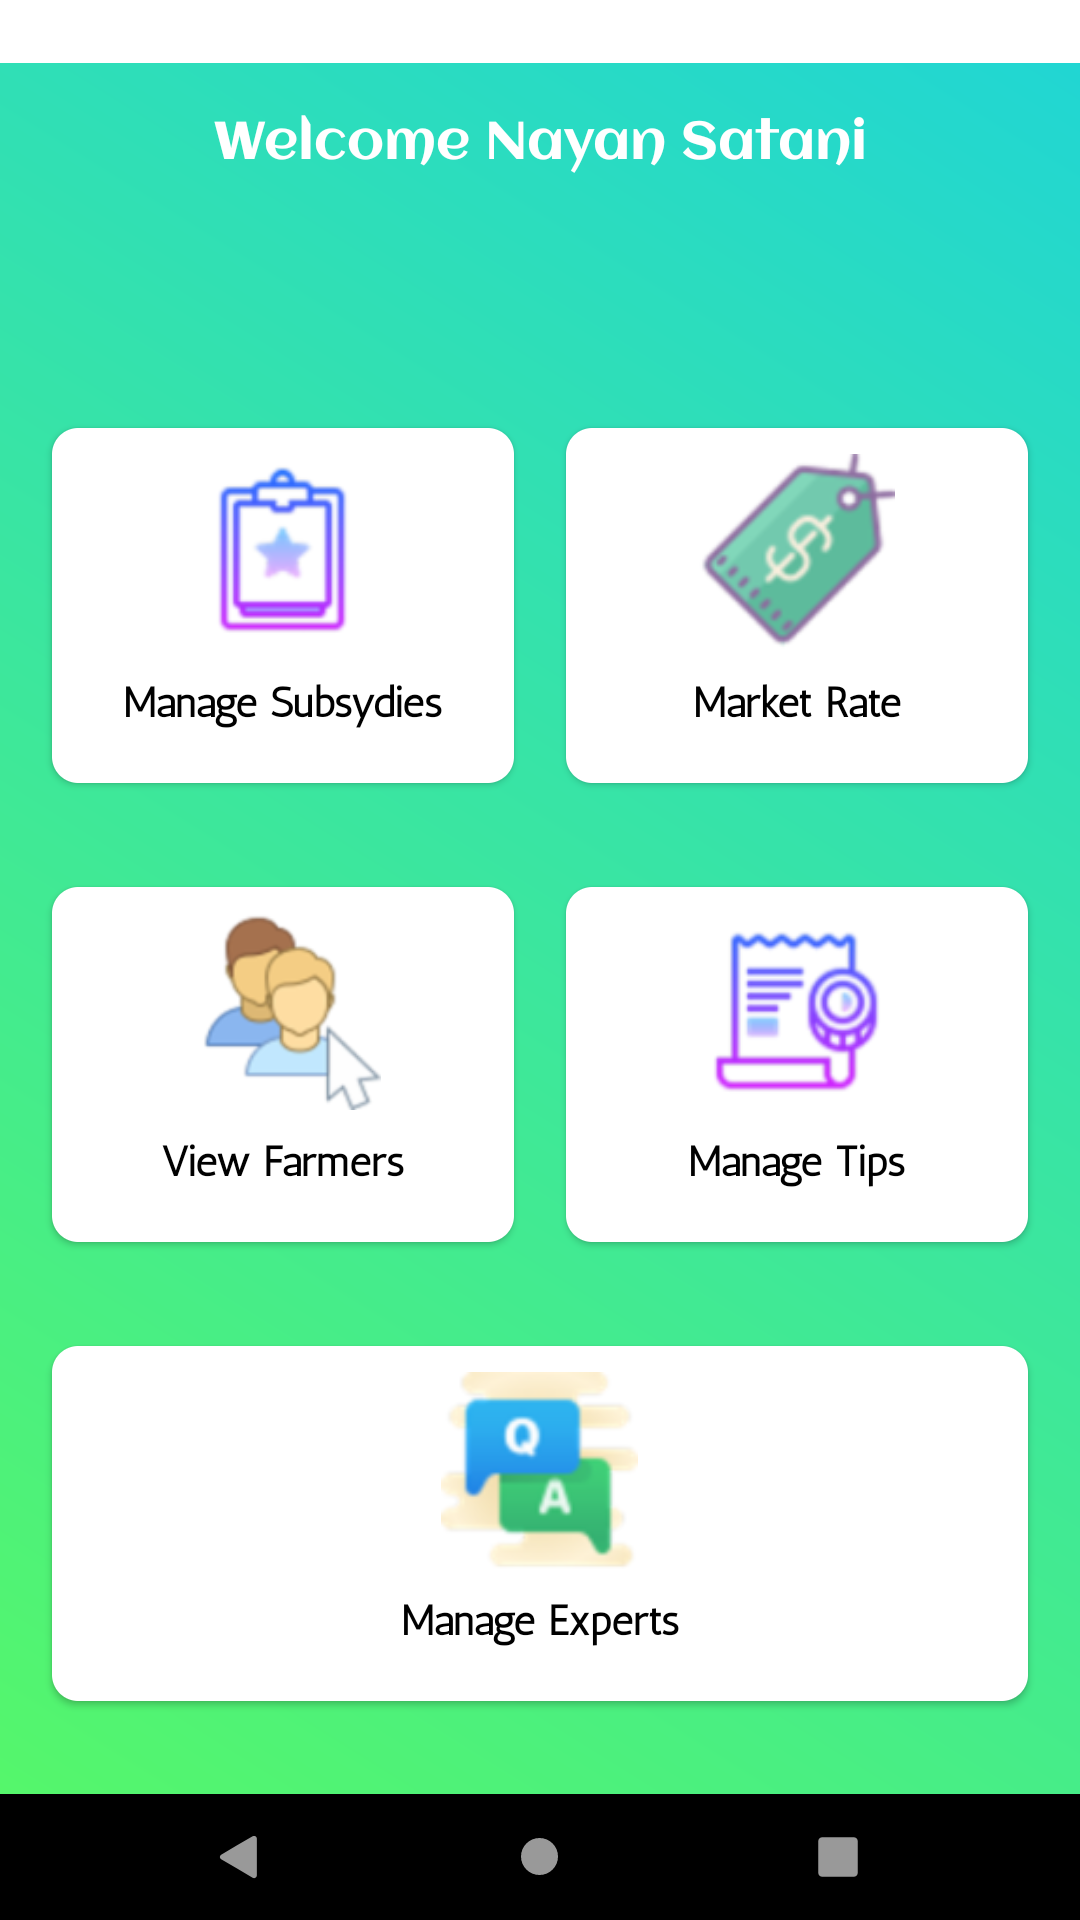 Welcome Nayan Satani
$
Manage Subsydies
Market Rate
View Farmers
Manage Tips
Q
A
Manage Experts